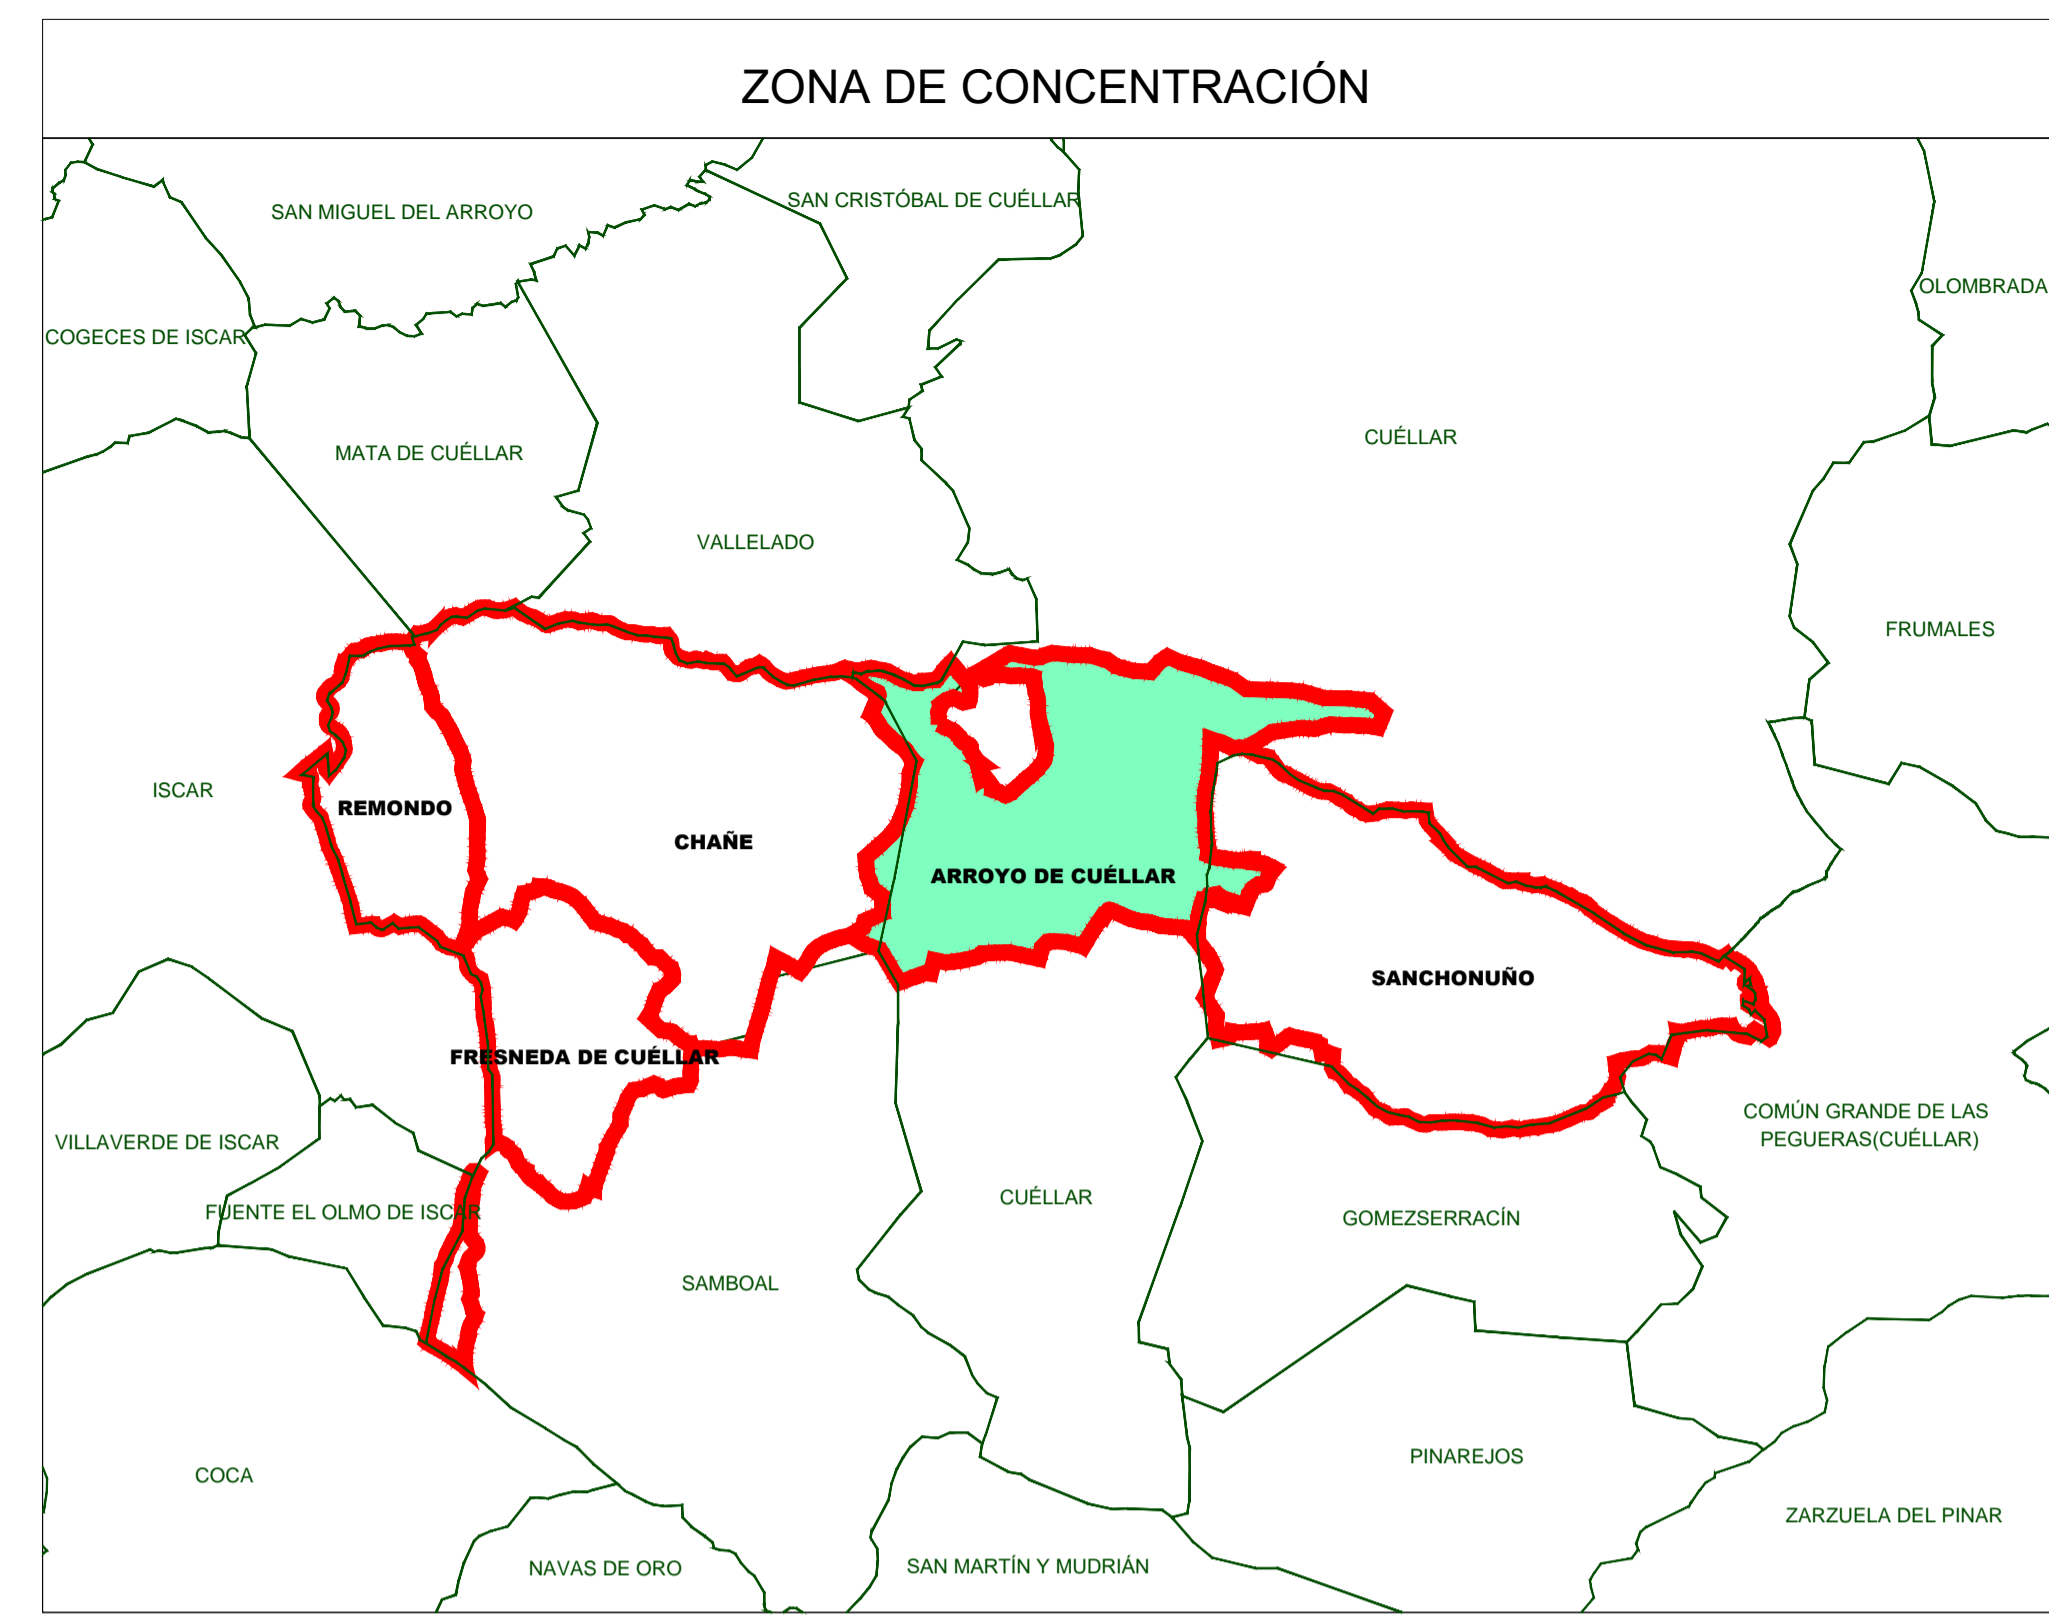 ZONA DE CONCENTRACIÓN
SAN MIGUEL DEL ARROYO
SAN CRISTÓBAL DE CUÉLLAR
OLOMBRADA
COGECES DE ISCAR
CUÉLLAR
MATA DE CUÉLLAR
VALLELADO
FRUMALES
ISCAR
REMONDO
CHAÑE
ARROYO DE CUÉLLAR
SANCHONUÑO
FRESNEDA DE CUÉLLAR
COMÚN GRANDE DE LAS
PEGUERAS(CUÉLLAR)
VILLAVERDE DE ISCAR
CUÉLLAR
FUENTE EL OLMO DE ISCAR
GOMEZSERRACÍN
SAMBOAL
PINAREJOS
COCA
ZARZUELA DEL PINAR
NAVAS DE ORO
SAN MARTÍN Y MUDRIÁN